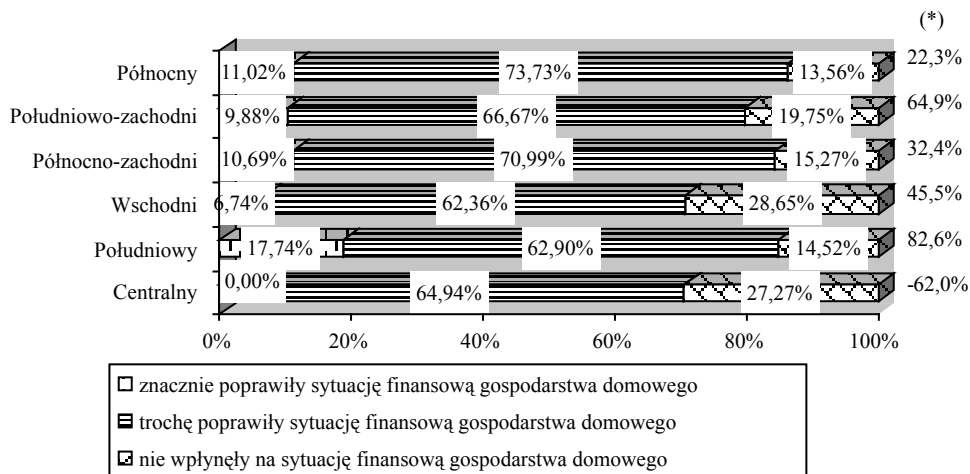 (*)
Północny 11,02% 73,73% 13,56% 22,3%
Południowo-zachodni 9,88% 66,67% 19,75% 64,9%
Północno-zachodni 10,69% 70,99% 15,27% 32,4%
Wschodni 6,74% 62,36% 28,65% 45,5%
Południowy 17,74% 62,90% 14,52% 82,6%
Centralny 0,00% 64,94% 27,27% -62,0%
0% 20% 40% 60% 80% 100%
znacznie poprawiły sytuację finansową gospodarstwa domowego
trochę poprawiły sytuację finansową gospodarstwa domowego
nie wpłynęły na sytuację finansową gospodarstwa domowego